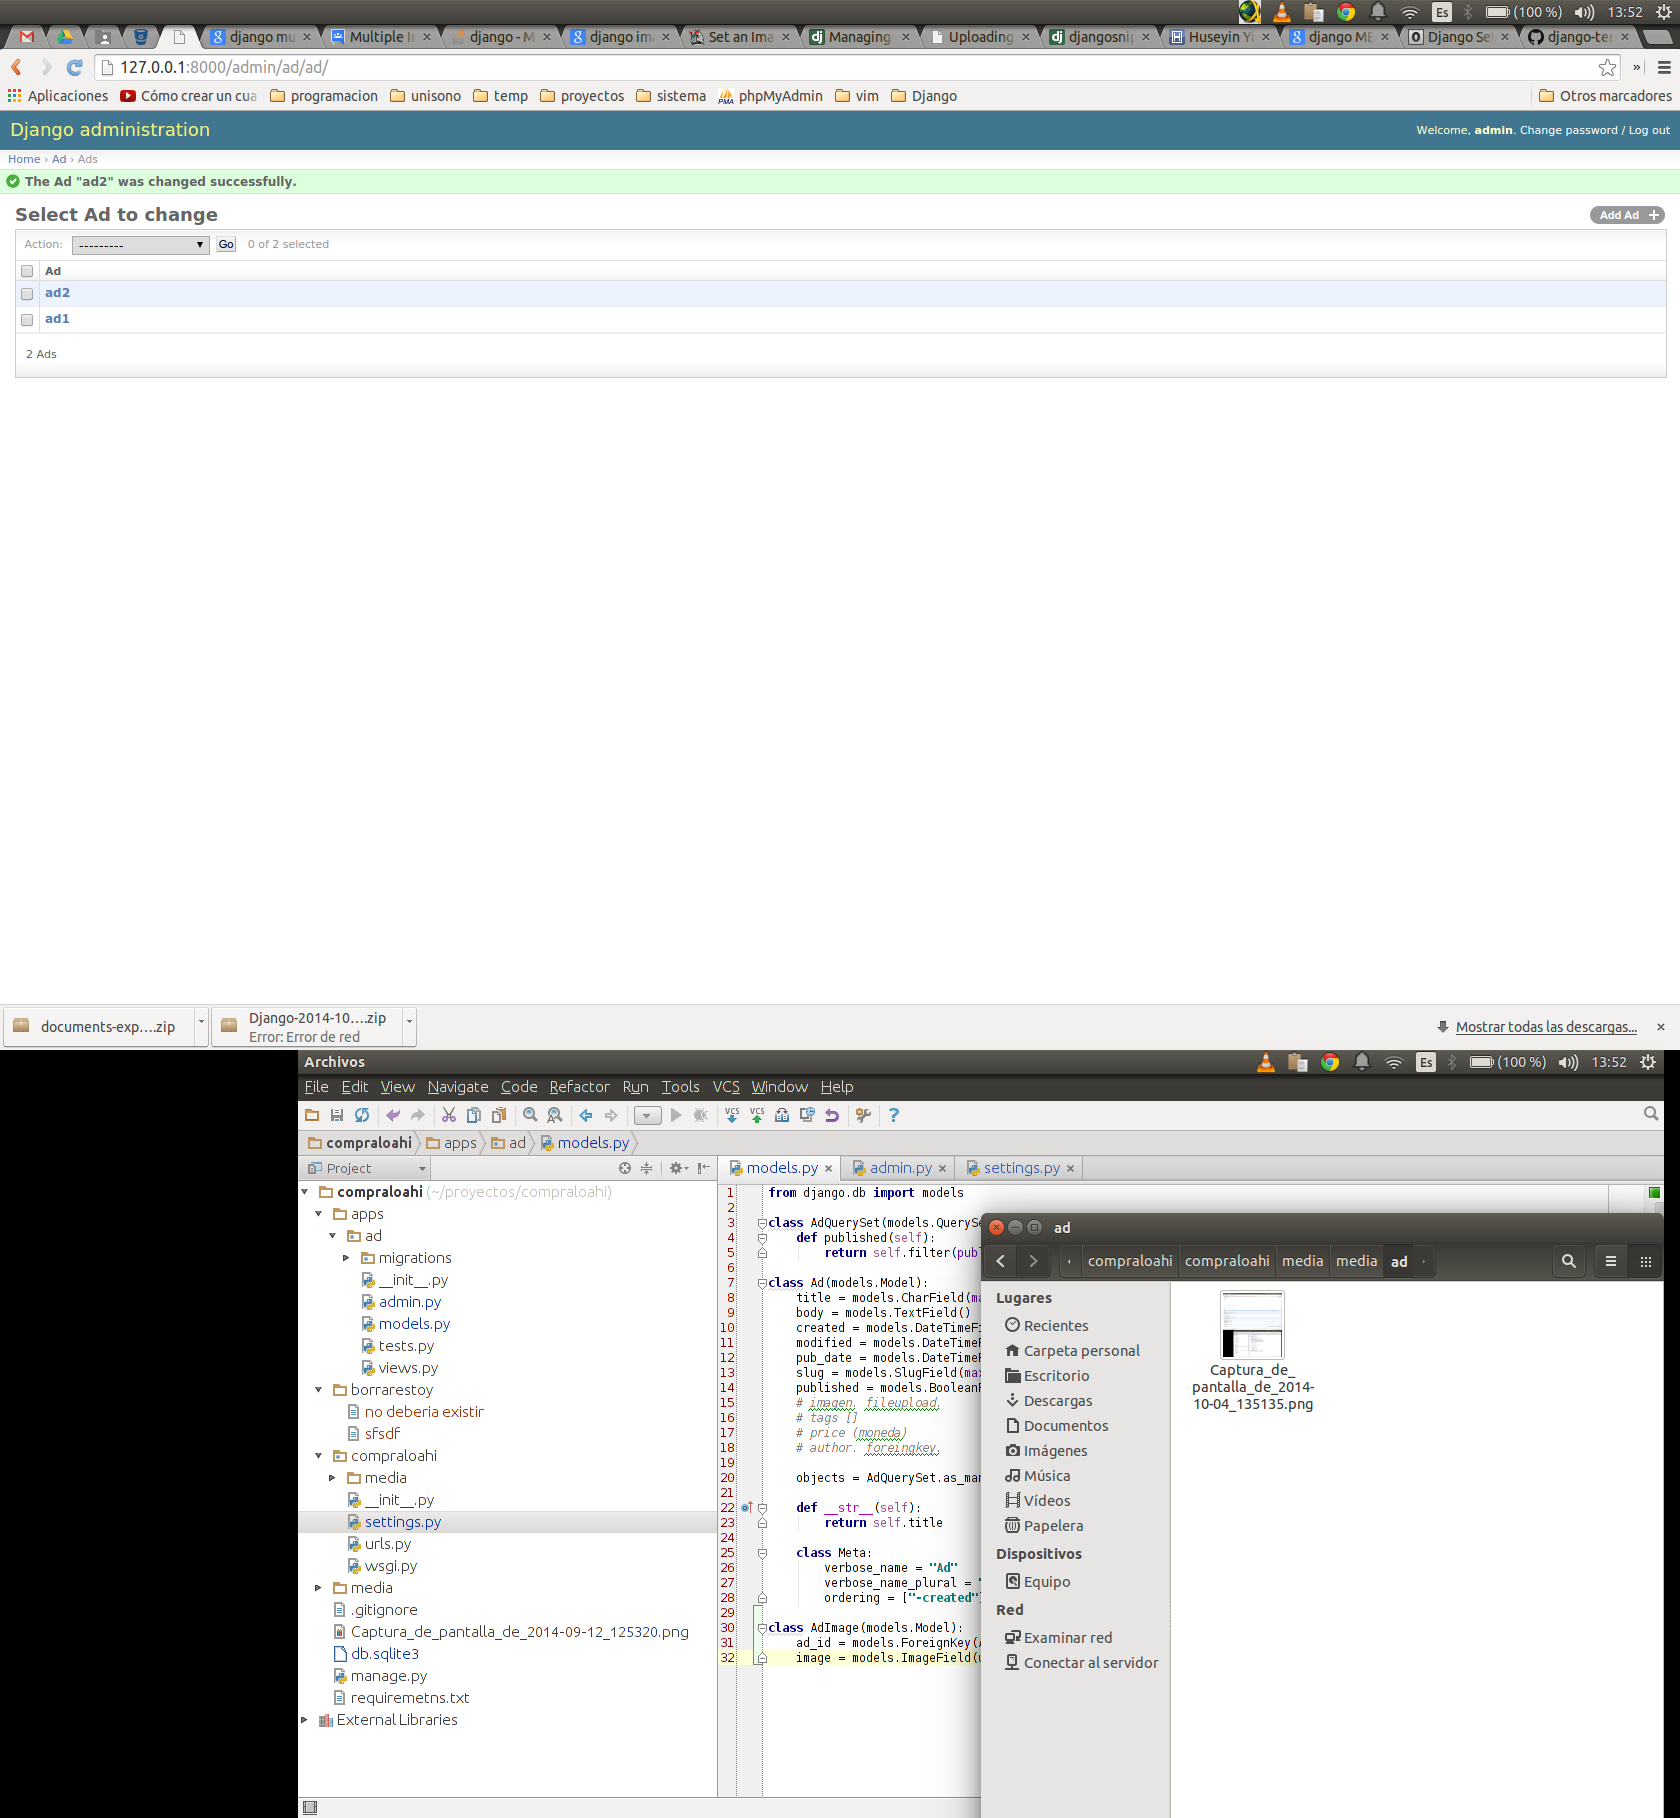 Es (100 %) 13:52
django mu × Multiple In × django - M × django im × Set an Ima × Managing × Uploading × djangosnip × Huseyin Yi × django ME × Django Se × django-ter ×
127.0.0.1:8000/admin/ad/ad/ »
Aplicaciones Cómo crear un cua programacion unisono temp proyectos sistema phpMyAdmin vim Django Otros marcadores
Django administration Welcome, admin. Change password / Log out
Home › Ad › Ads
The Ad "ad2" was changed successfully.
Select Ad to change Add Ad +
Action: --------- Go 0 of 2 selected
Ad
ad2
ad1
2 Ads
documents-exp....zip Django-2014-10....zip Mostrar todas las descargas... ×
Error: Error de red
Archivos Es (100 %) 13:52
File Edit View Navigate Code Refactor Run Tools VCS Window Help
compraloahi apps ad models.py
Project
compraloahi (~/proyectos/compraloahi)
apps
ad
migrations
__init__.py
admin.py
models.py
tests.py
views.py
borrarestoy
no deberia existir
sfsdf
compraloahi
media
__init__.py
settings.py
urls.py
wsgi.py
media
.gitignore
Captura_de_pantalla_de_2014-09-12_125320.png
db.sqlite3
manage.py
requiremetns.txt
External Libraries
models.py × admin.py × settings.py ×
1 from django.db import models
2
3 class AdQuerySet(models.QuerySe
4 def published(self):
5 return self.filter(publ
6
7 class Ad(models.Model):
8 title = models.CharField(ma
9 body = models.TextField()
10 created = models.DateTimeFi
11 modified = models.DateTimeF
12 pub_date = models.DateTimeF
13 slug = models.SlugField(max
14 published = models.BooleanF
15 # imagen, fileupload,
16 # tags []
17 # price (moneda)
18 # author. foreingkey.
19
20 objects = AdQuerySet.as_man
21
22 def __str__(self):
23 return self.title
24
25 class Meta:
26 verbose_name = "Ad"
27 verbose_name_plural = "
28 ordering = ["-created"]
29
30 class AdImage(models.Model):
31 ad_id = models.ForeignKey(A
32 image = models.ImageField(u
ad
compraloahi compraloahi media media ad
Lugares
Recientes
Carpeta personal
Escritorio
Descargas
Documentos
Imágenes
Música
Vídeos
Papelera
Dispositivos
Equipo
Red
Examinar red
Conectar al servidor
Captura_de_
pantalla_de_2014-
10-04_135135.png